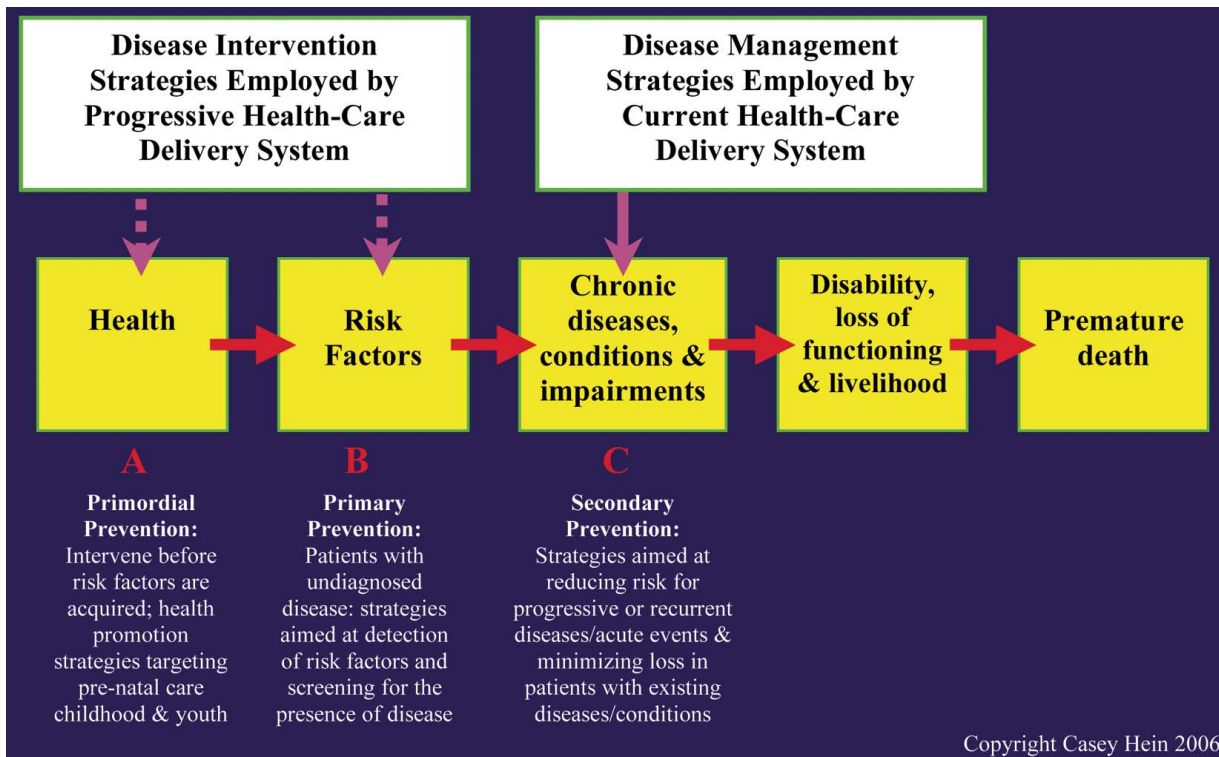 Disease Intervention
Strategies Employed by
Progressive Health-Care
Delivery System
Disease Management
Strategies Employed by
Current Health-Care
Delivery System
Health
Risk
Factors
Chronic
diseases,
conditions &
impairments
Disability,
loss of
functioning
& livelihood
Premature
death
A
Primordial
Prevention:
Intervene before
risk factors are
acquired; health
promotion
strategies targeting
pre-natal care
childhood & youth
B
Primary
Prevention:
Patients with
undiagnosed
disease: strategies
aimed at detection
of risk factors and
screening for the
presence of disease
C
Secondary
Prevention:
Strategies aimed at
reducing risk for
progressive or recurrent
diseases/acute events &
minimizing loss in
patients with existing
diseases/conditions
Copyright Casey Hein 2006